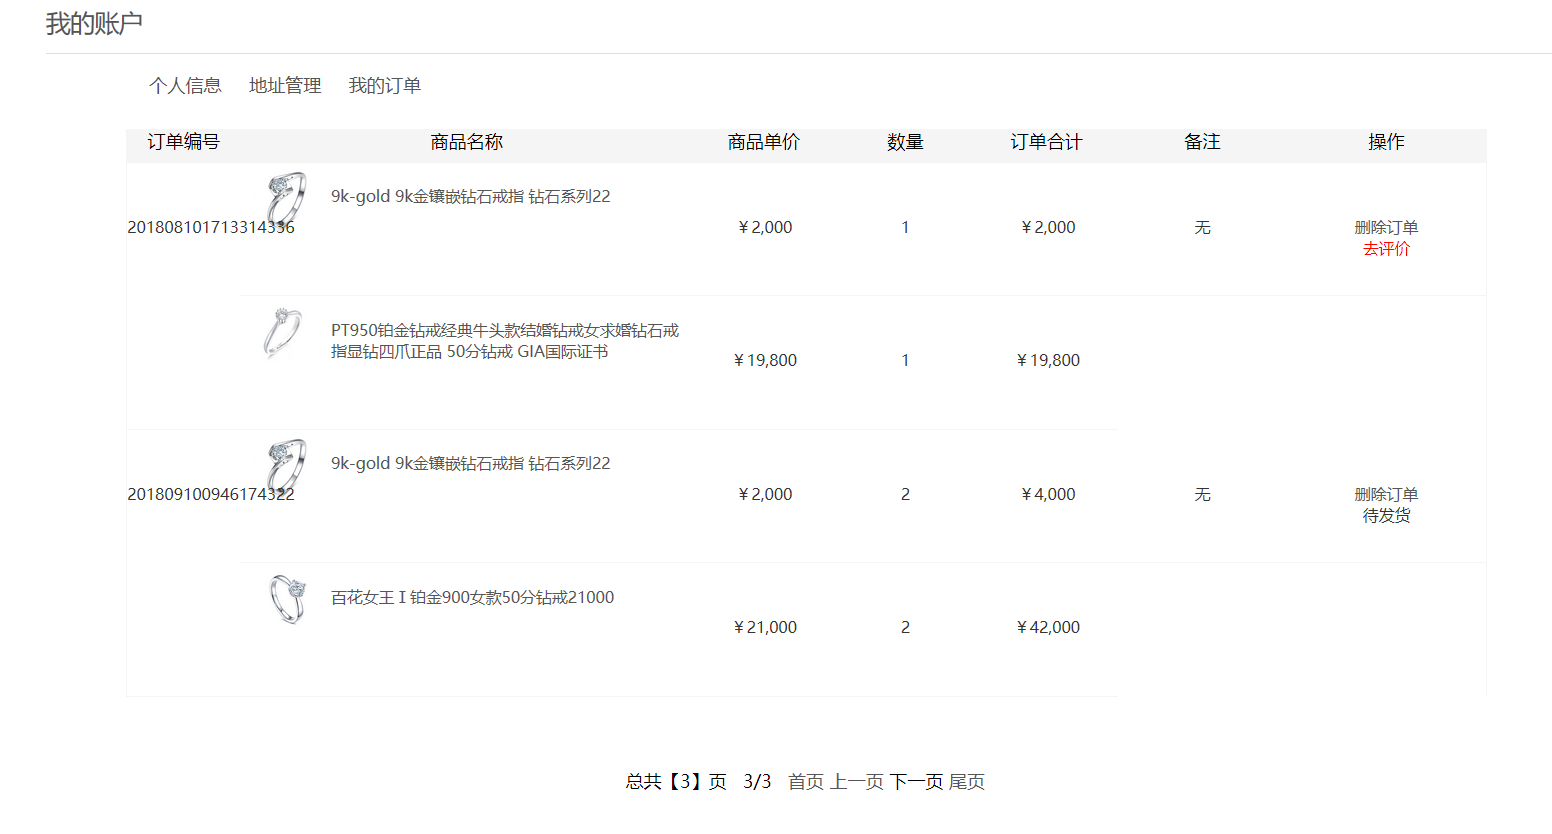 我的账户
个人信息 地址管理 我的订单
订单编号 商品名称 商品单价 数量 订单合计 备注 操作
9k-gold 9k金镶嵌钻石戒指 钻石系列22
201808101713314336 ￥2,000 1 ￥2,000 无 删除订单
去评价
PT950铂金钻戒经典牛头款结婚钻戒女求婚钻石戒
指显钻四爪正品 50分钻戒 GIA国际证书
￥19,800 1 ￥19,800
9k-gold 9k金镶嵌钻石戒指 钻石系列22
201809100946174322 ￥2,000 2 ￥4,000 无 删除订单
待发货
百花女王 I 铂金900女款50分钻戒21000
￥21,000 2 ￥42,000
总共【3】页 3/3 首页 上一页 下一页 尾页